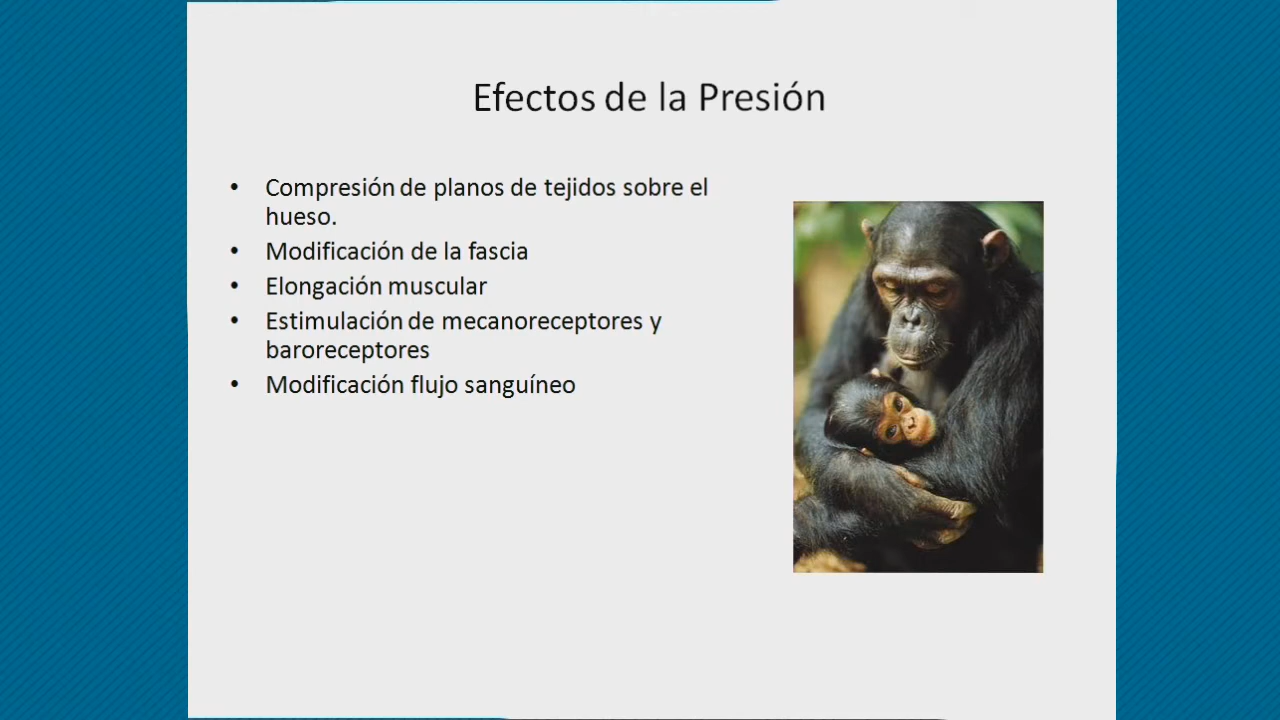 Efectos de la Presión
• Compresión de planos de tejidos sobre el
hueso.
• Modificación de la fascia
• Elongación muscular
• Estimulación de mecanoreceptores y
baroreceptores
• Modificación flujo sanguíneo